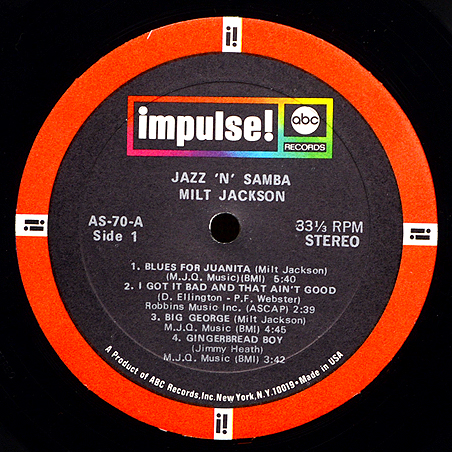 i!
impulse! abc
RECORDS
JAZZ 'N' SAMBA
MILT JACKSON
AS-70-A
Side 1
33⅓ RPM
STEREO
i!
i!
1. BLUES FOR JUANITA (Milt Jackson)
M.J.Q. Music)(BMI) 5:40
2. I GOT IT BAD AND THAT AIN'T GOOD
(D. Ellington - P.F. Webster)
Robbins Music Inc. (ASCAP) 2:39
3. BIG GEORGE (Milt Jackson)
M.J.Q. Music (BMI) 4:45
4. GINGERBREAD BOY
(Jimmy Heath)
M.J.Q. Music (BMI) 3:42
A Product of ABC Records, Inc. New York, N.Y. 10019 • Made in USA
i!